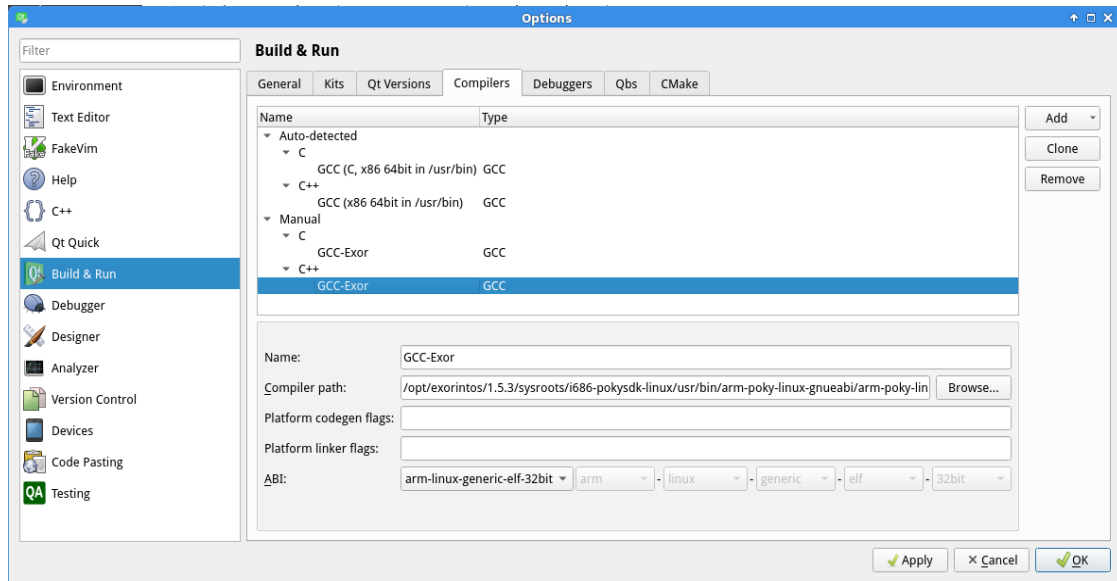 Options
Filter
Environment
Text Editor
FakeVim
Help
C++
Qt Quick
Build & Run
Debugger
Designer
Analyzer
Version Control
Devices
Code Pasting
QA Testing
Build & Run
General Kits Qt Versions Compilers Debuggers Qbs CMake
Name Type
Auto-detected
C
GCC (C, x86 64bit in /usr/bin) GCC
C++
GCC (x86 64bit in /usr/bin) GCC
Manual
C
GCC-Exor GCC
C++
GCC-Exor GCC
Add
Clone
Remove
Name: GCC-Exor
Compiler path: /opt/exorintos/1.5.3/sysroots/i686-pokysdk-linux/usr/bin/arm-poky-linux-gnueabi/arm-poky-lin Browse...
Platform codegen flags:
Platform linker flags:
ABI: arm-linux-generic-elf-32bit arm - linux - generic - elf - 32bit
Apply Cancel OK